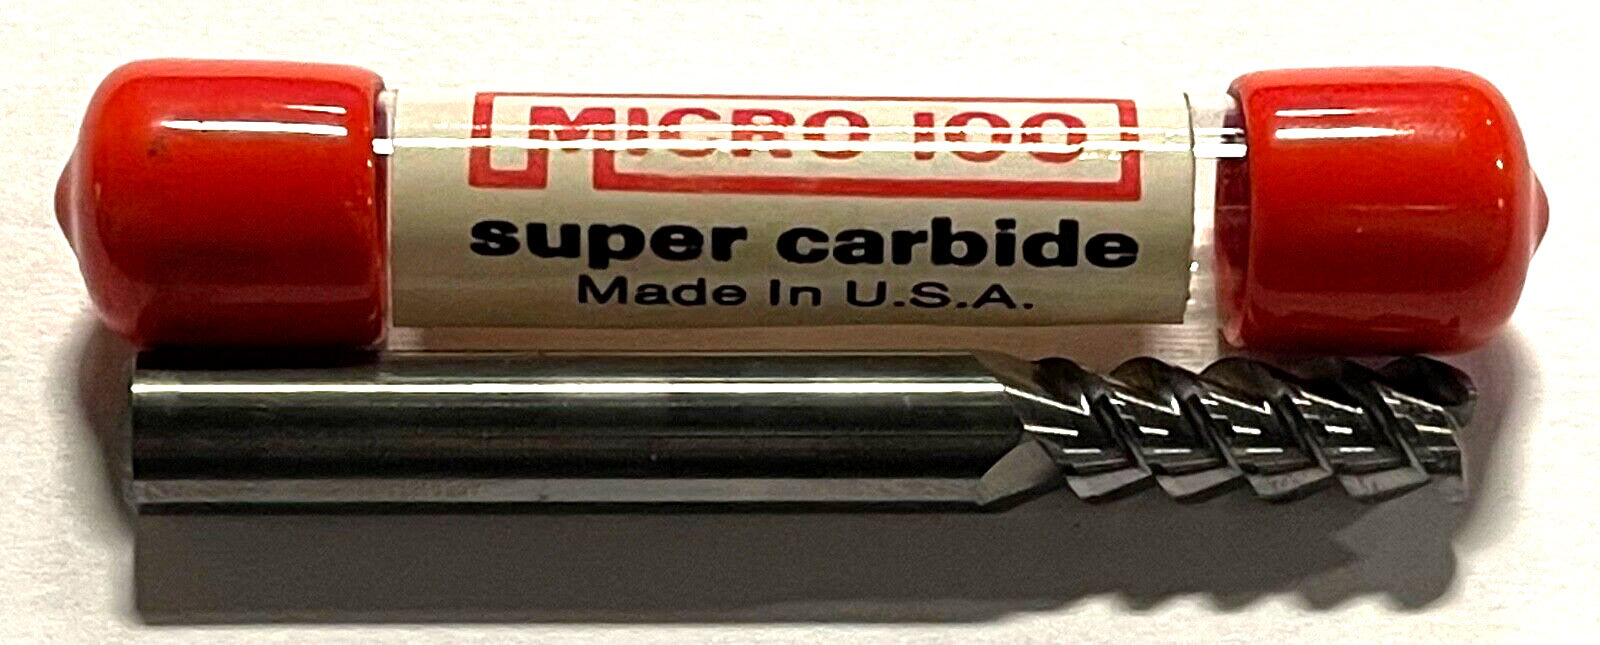 MICRO 100
super carbide
Made In U.S.A.